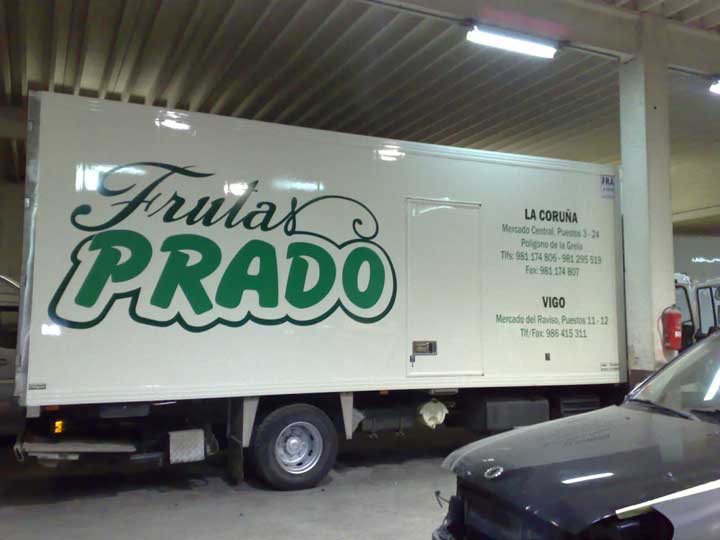 Frutas
PRADO
LA CORUÑA
Mercado Central, Puestos 3 - 24
Polígono de la Grela
Tlfs: 981 174 806 - 981 295 519
Fax: 981 174 807
VIGO
Mercado del Raviso, Puestos 11 - 12
Tlf/Fax: 986 415 311
FRA